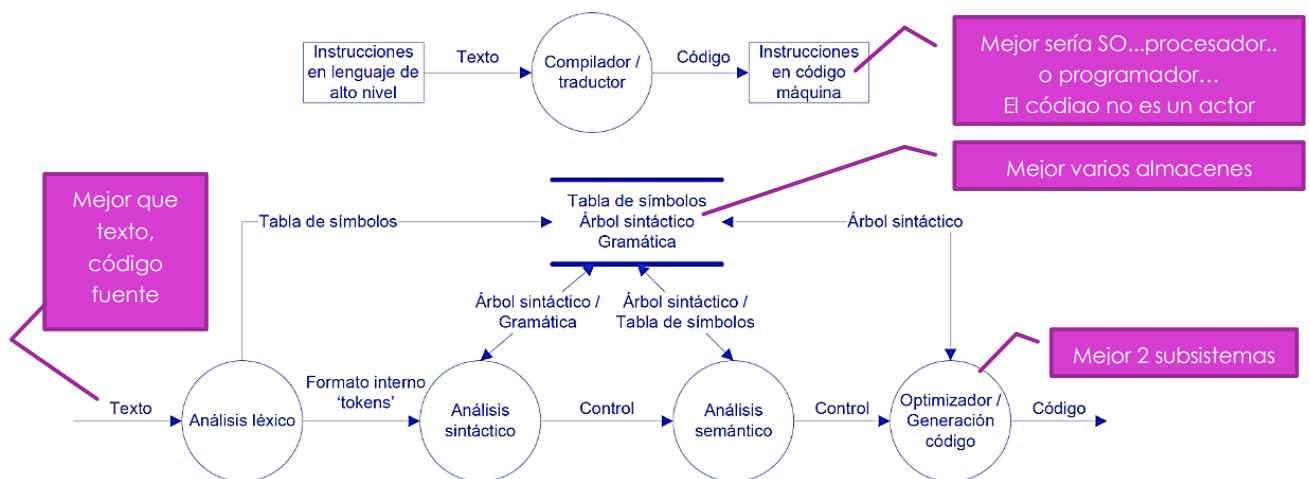 Instrucciones
en lenguaje de
alto nivel
Texto
Compilador /
traductor
Código
Instrucciones
en código
máquina
Mejor sería SO...procesador..
o programador...
El códiao no es un actor
Mejor varios almacenes
Mejor que
texto,
código
fuente
Tabla de símbolos
Tabla de símbolos
Árbol sintáctico
Gramática
Árbol sintáctico
Árbol sintáctico /
Gramática
Árbol sintáctico /
Tabla de símbolos
Mejor 2 subsistemas
Texto
Análisis léxico
Formato interno
'tokens'
Análisis
sintáctico
Control
Análisis
semántico
Control
Optimizador /
Generación
código
Código